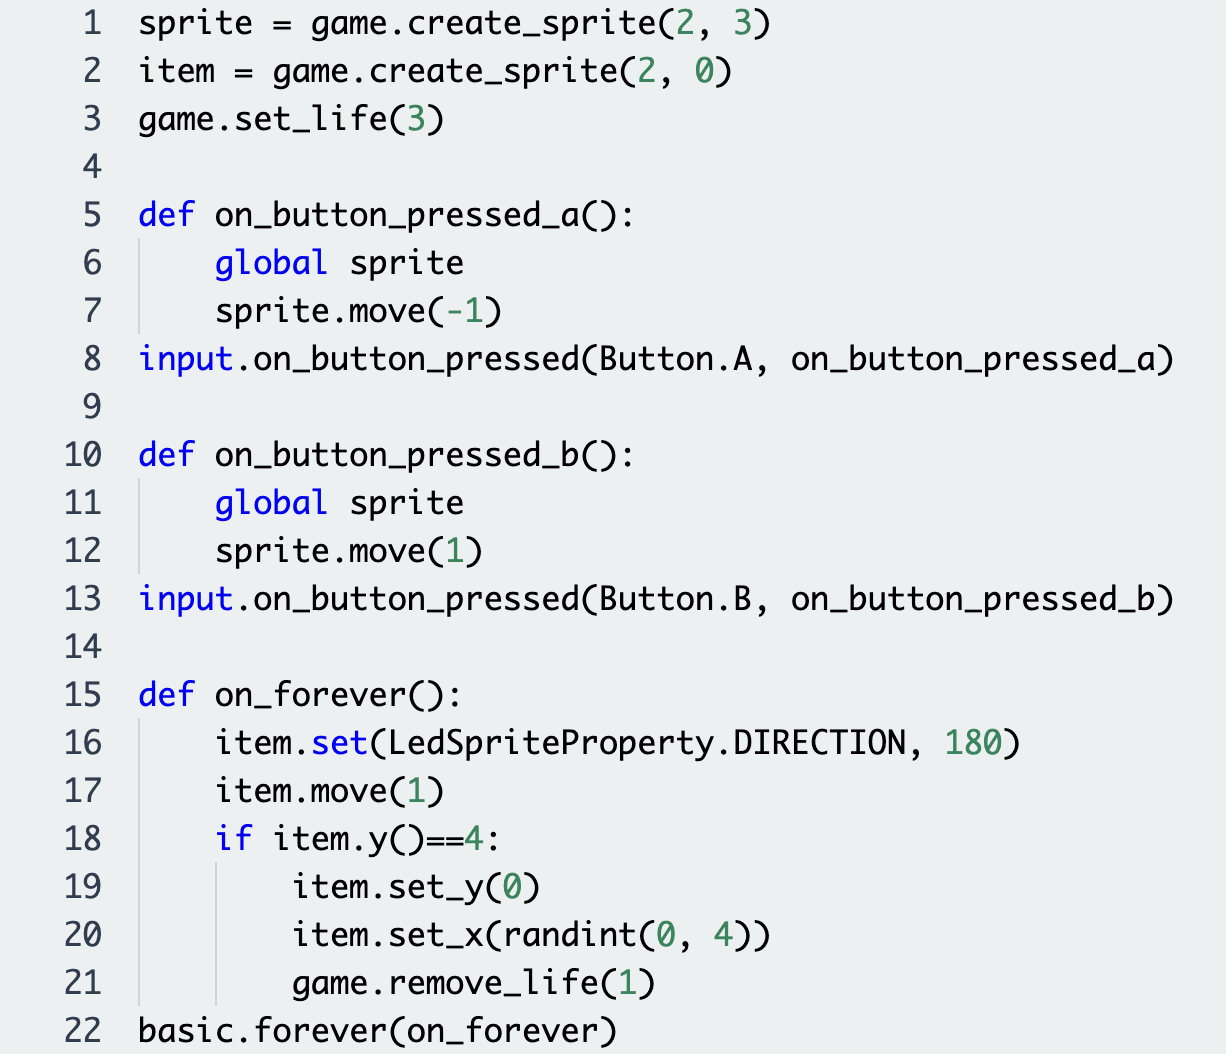 1 sprite = game.create_sprite(2, 3)
2 item = game.create_sprite(2, 0)
3 game.set_life(3)
4
5 def on_button_pressed_a():
6     global sprite
7     sprite.move(-1)
8 input.on_button_pressed(Button.A, on_button_pressed_a)
9
10 def on_button_pressed_b():
11     global sprite
12     sprite.move(1)
13 input.on_button_pressed(Button.B, on_button_pressed_b)
14
15 def on_forever():
16     item.set(LedSpriteProperty.DIRECTION, 180)
17     item.move(1)
18     if item.y()==4:
19         item.set_y(0)
20         item.set_x(randint(0, 4))
21         game.remove_life(1)
22 basic.forever(on_forever)